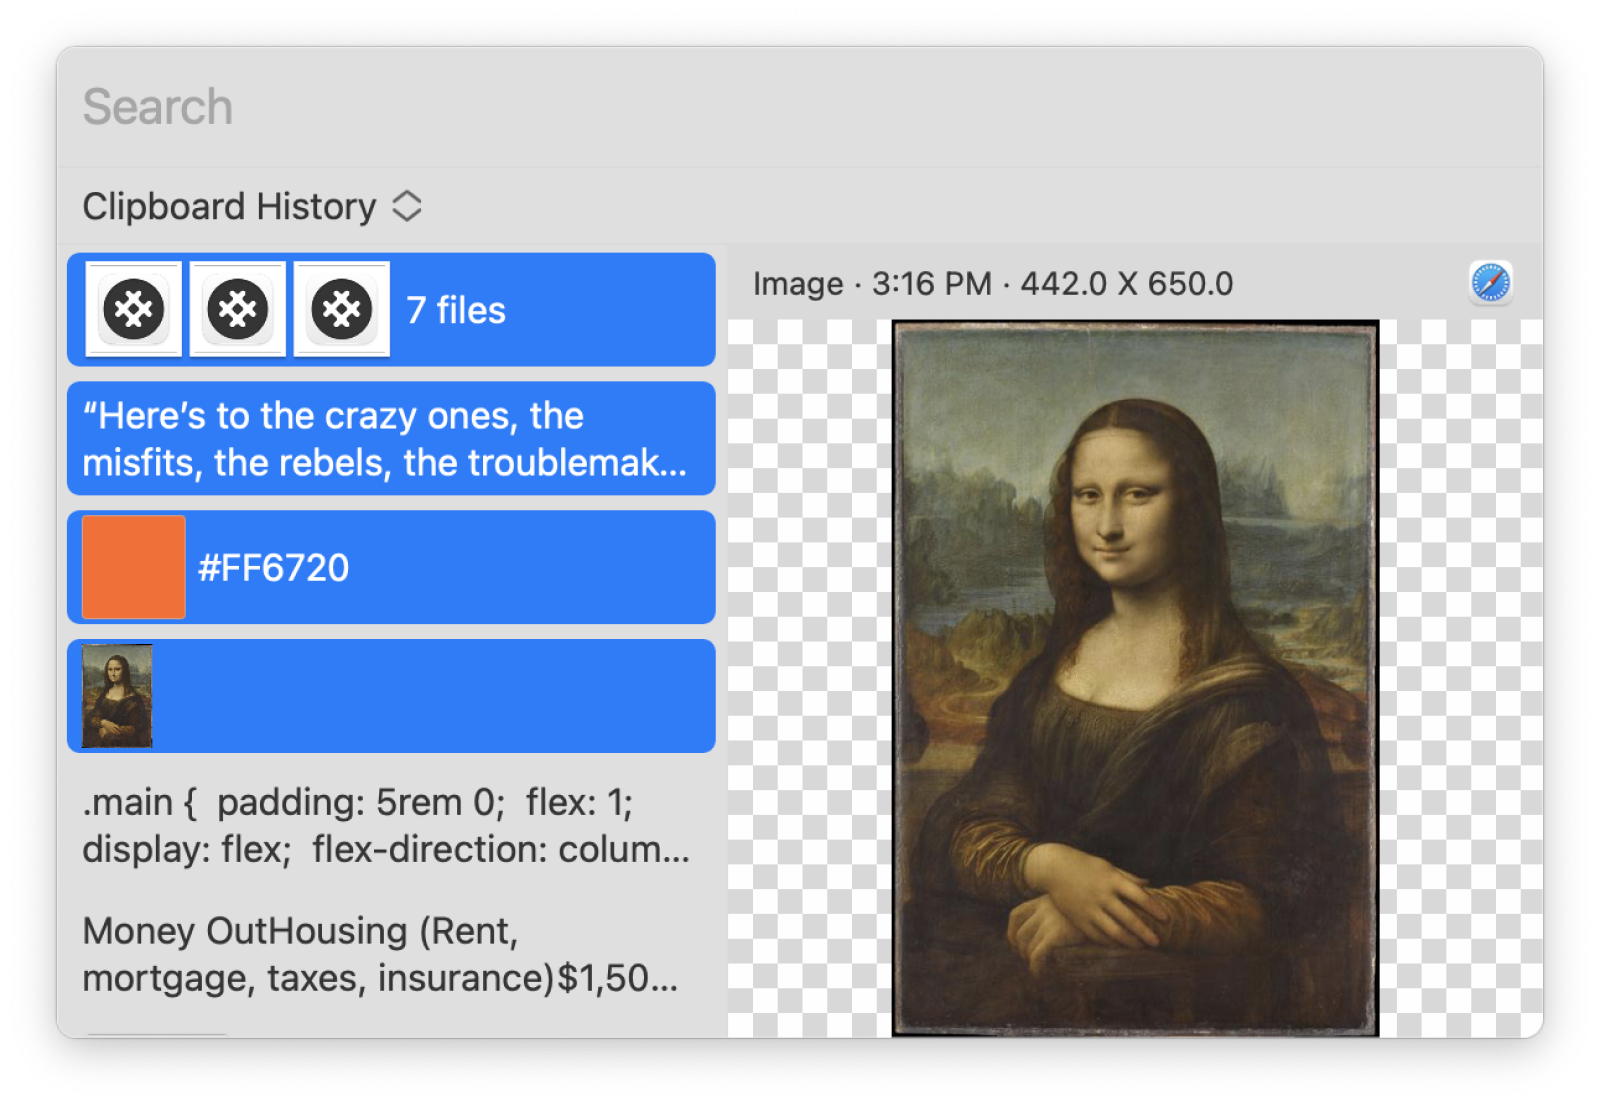 Search
Clipboard History
7 files
“Here’s to the crazy ones, the
misfits, the rebels, the troublemak...
#FF6720
.main {  padding: 5rem 0;  flex: 1;
display: flex;  flex-direction: colum...
Money OutHousing (Rent,
mortgage, taxes, insurance)$1,50...
Image · 3:16 PM · 442.0 X 650.0